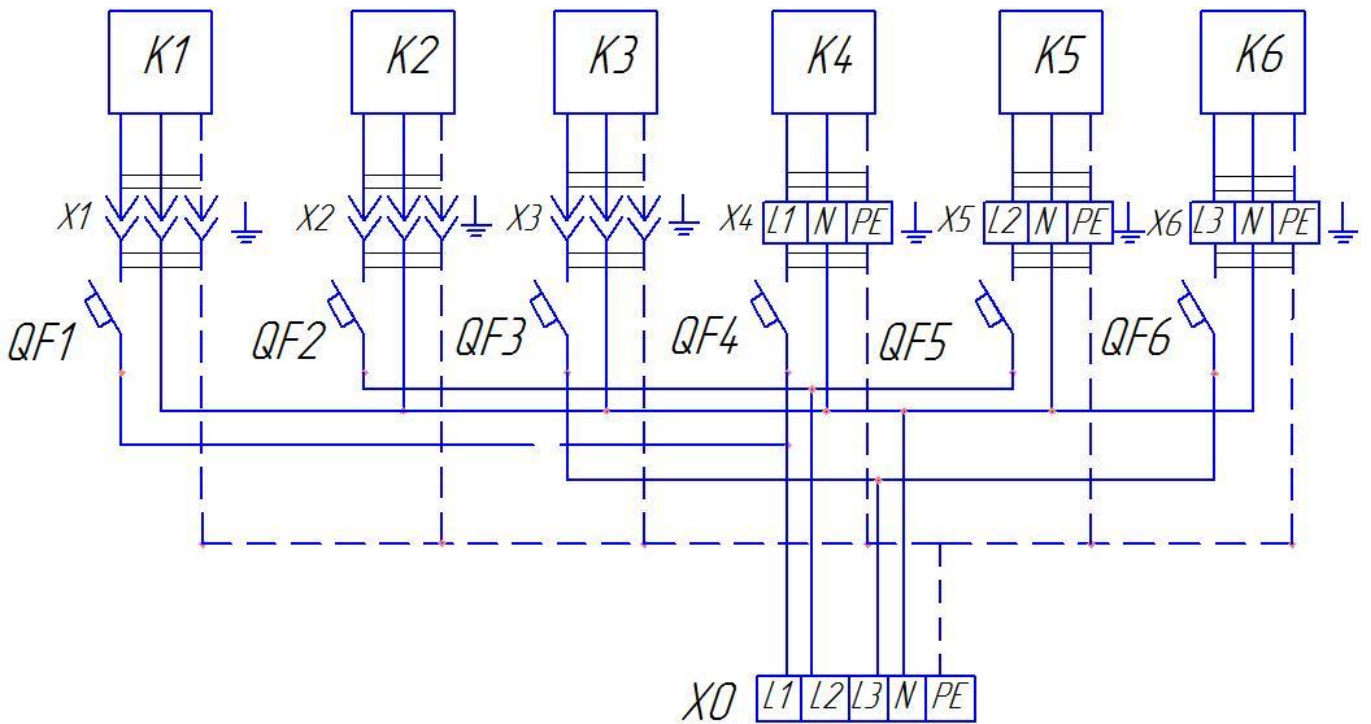 K1 K2 K3 K4 K5 K6
X1 X2 X3 X4 L1 N PE X5 L2 N PE X6 L3 N PE
QF1 QF2 QF3 QF4 QF5 QF6
X0 L1 L2 L3 N PE